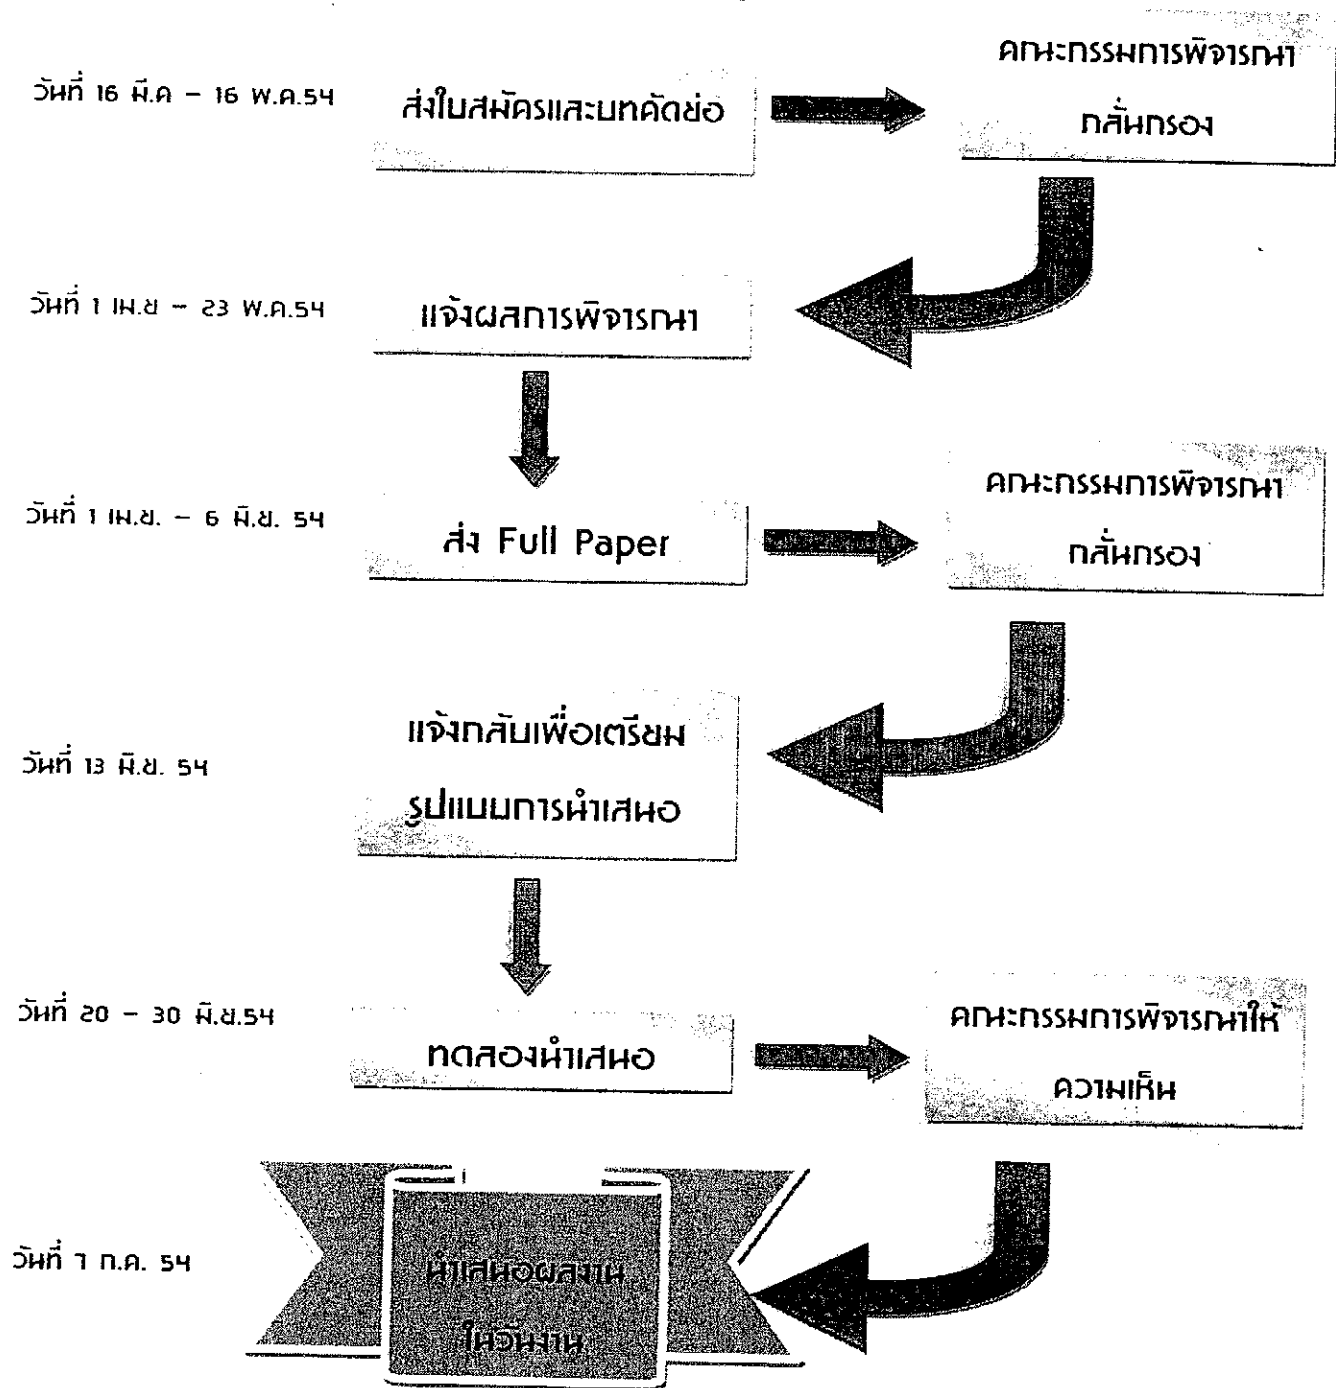 วันที่ 16 มี.ค – 16 พ.ค.54
ส่งใบสมัครและบทคัดย่อ
คณะกรรมการพิจารณา
กลั่นกรอง
วันที่ 1 เม.ย – 23 พ.ค.54
แจ้งผลการพิจารณา
วันที่ 1 เม.ย. – 6 มิ.ย. 54
ส่ง Full Paper
คณะกรรมการพิจารณา
กลั่นกรอง
วันที่ 13 มิ.ย. 54
แจ้งกลับเพื่อเตรียม
รูปแบบการนำเสนอ
วันที่ 20 – 30 มิ.ย.54
ทดลองนำเสนอ
คณะกรรมการพิจารณาให้
ความเห็น
วันที่ 7 ก.ค. 54
นำเสนอผลงาน
ในวันงาน